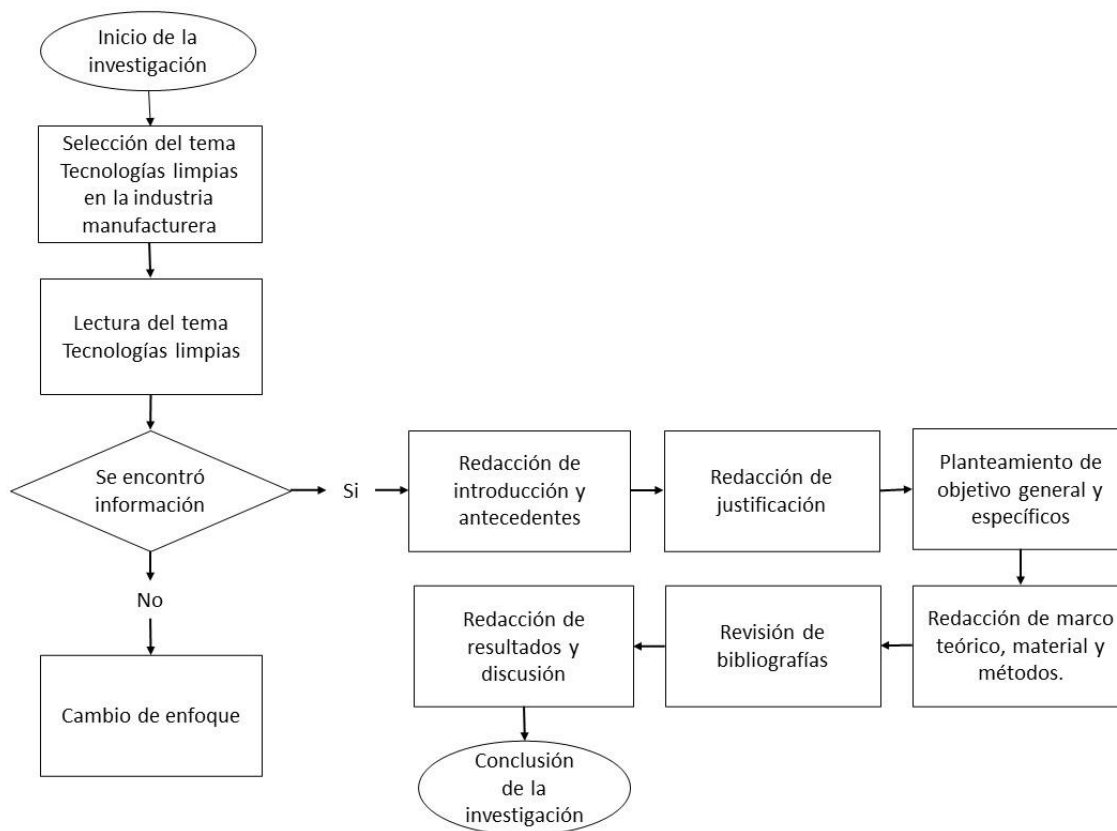 Inicio de la
investigación
Selección del tema
Tecnologías limpias
en la industria
manufacturera
Lectura del tema
Tecnologías limpias
Se encontró
información
Si
Redacción de
introducción y
antecedentes
Redacción de
justificación
Planteamiento de
objetivo general y
específicos
Redacción de marco
teórico, material y
métodos.
Revisión de
bibliografías
Redacción de
resultados y
discusión
Conclusión
de la
investigación
No
Cambio de enfoque